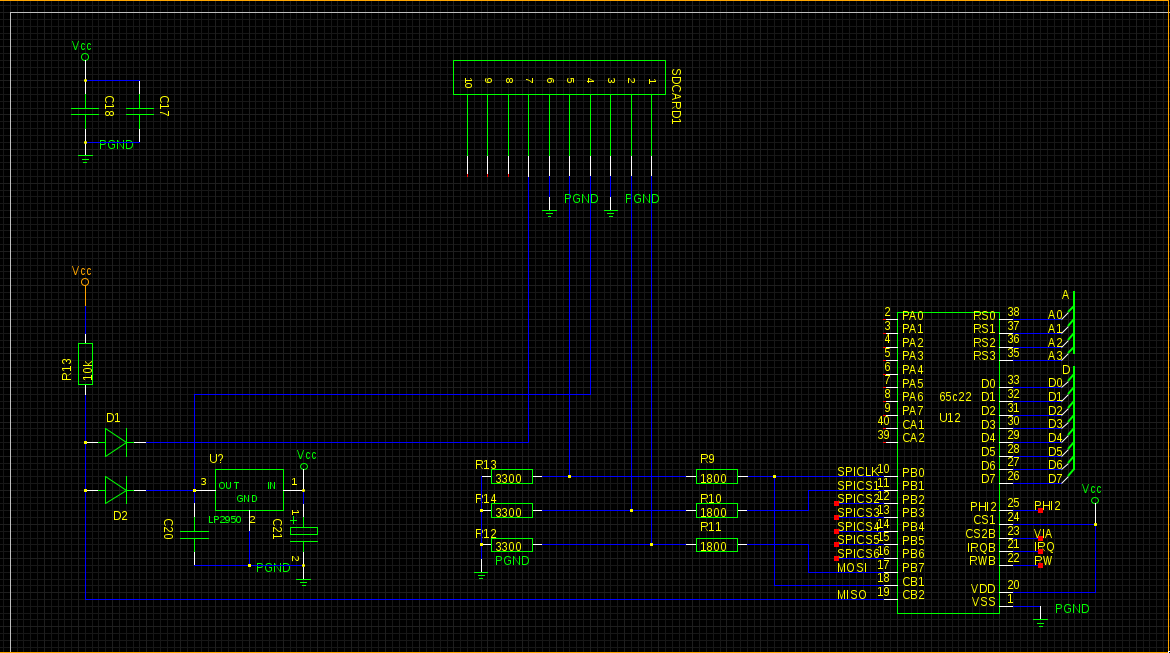 Vcc
C18
C17
PGND
10 9 8 7 6 5 4 3 2 1
SDCARD1
PGND
PGND
Vcc
R13
10k
D1
D2
U?
Vcc
3
OUT
IN
1
GND
LP2950
2
C20
C21
1
+
2
PGND
R13
3300
R9
1800
3300
R10
1800
3300
R11
1800
PGND
SPICLK
SPICS1
SPICS2
SPICS3
SPICS4
SPICS5
SPICS6
MOSI
MISO
2 PA0
3 PA1
4 PA2
5 PA3
6 PA4
7 PA5
8 PA6
9 PA7
40 CA1
39 CA2
10 PB0
11 PB1
12 PB2
13 PB3
14 PB4
15 PB5
16 PB6
17 PB7
18 CB1
19 CB2
65c22
U12
RS0 38
RS1 37
RS2 36
RS3 35
D0 33
D1 32
D2 31
D3 30
D4 29
D5 28
D6 27
D7 26
PHI2 25
CS1 24
CS2B 23
IRQB 21
RWB 22
VDD 20
VSS 1
A
A0
A1
A2
A3
D
D0
D1
D2
D3
D4
D5
D6
D7
Vcc
PHI2
VIA
IRQ
RW
PGND